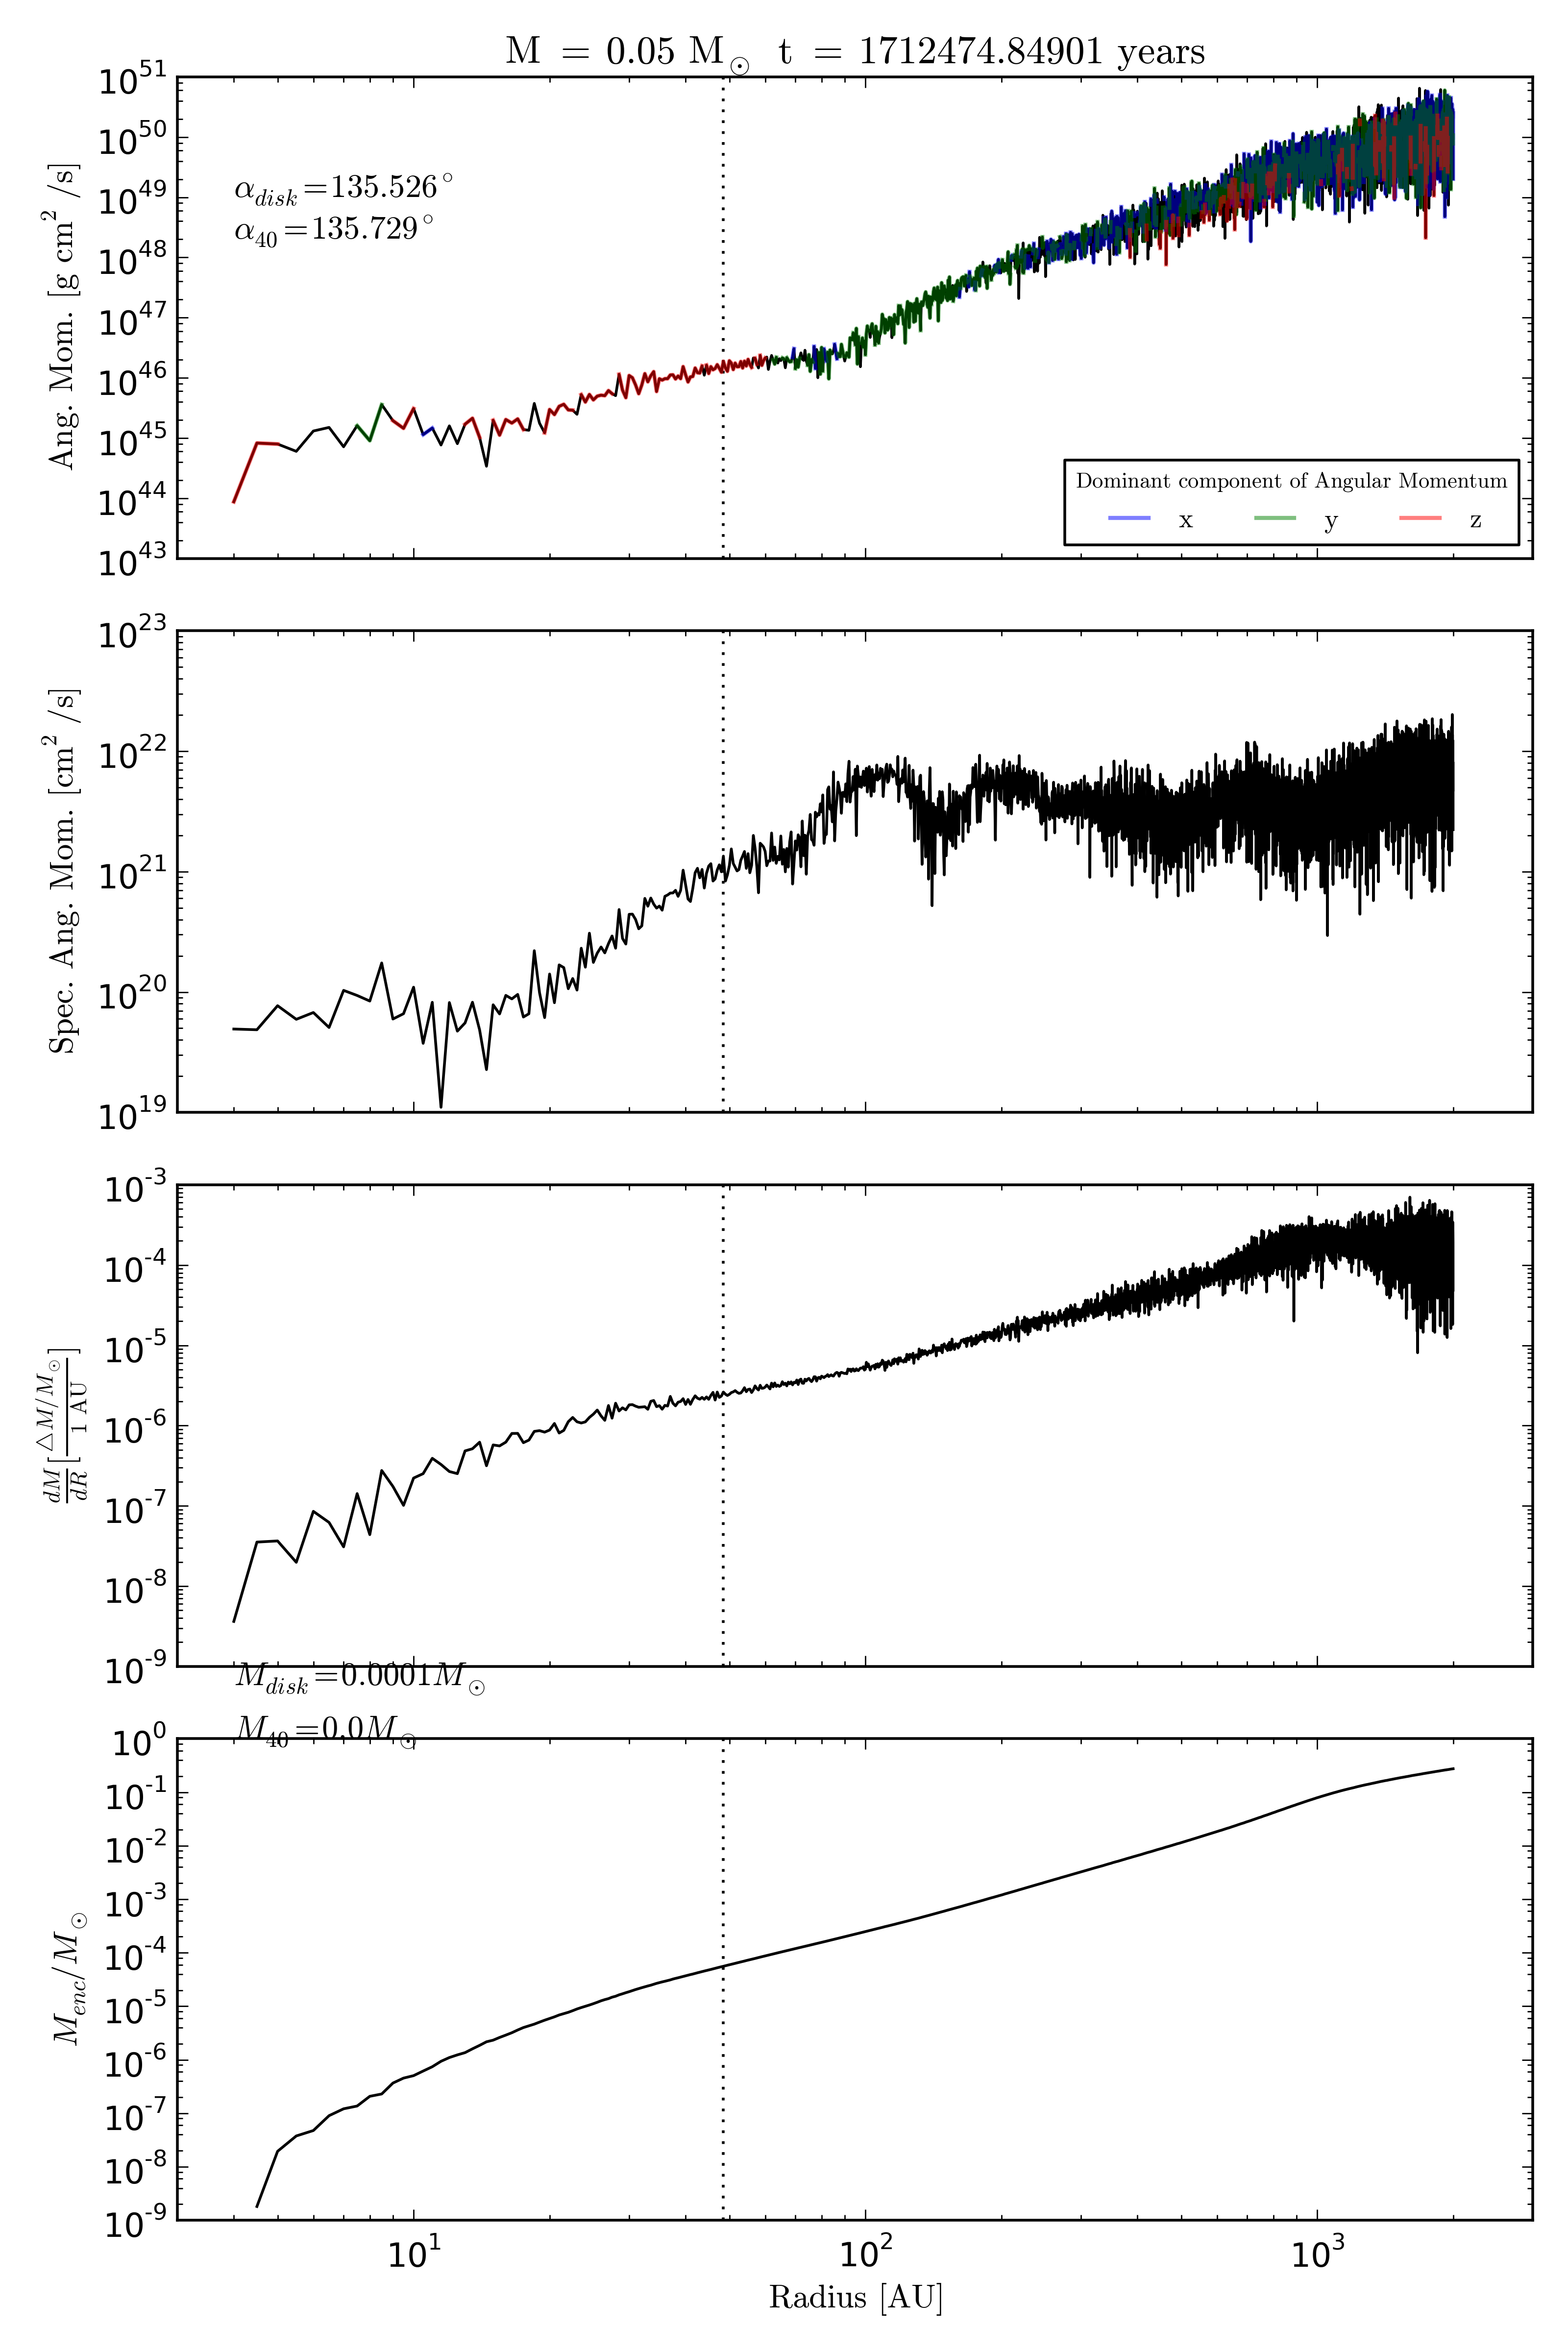 M = 0.05 M⊙ t = 1712474.84901 years
10^51
10^50
10^49
10^48
10^47
10^46
10^45
10^44
10^43
Ang. Mom. [g cm^2 /s]
α_disk=135.526°
α_40=135.729°
Dominant component of Angular Momentum
x y z
10^23
10^22
10^21
10^20
10^19
Spec. Ang. Mom. [cm^2 /s]
10^-3
10^-4
10^-5
10^-6
10^-7
10^-8
10^-9
dM/dR [△M/M⊙ / 1 AU]
M_disk=0.0001M⊙
M_40=0.0M⊙
10^0
10^-1
10^-2
10^-3
10^-4
10^-5
10^-6
10^-7
10^-8
10^-9
M_enc/M⊙
10^1 10^2 10^3
Radius [AU]